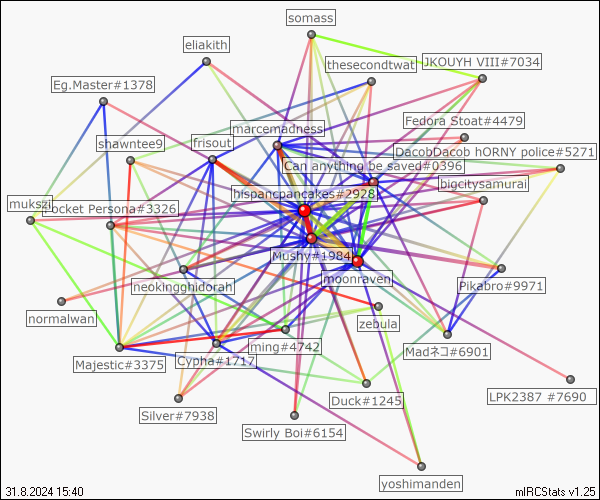 somass
eliakith
thesecondtwat
JKOUYH VIII#7034
Eg.Master#1378
Fedora Stoat#4479
marcemadness
shawntee9
frisout
DacobDacob hORNY police#5271
Can anything be saved#0396
bigcitysamurai
hispancpancakes#2928
mukszi
ocket Persona#3326
Mushy#1984
moonraven
neokingghidorah
Pikabro#9971
normalwan
zebula
ming#4742
Madネコ#6901
Majestic#3375
Cypha#1717
LPK2387 #7690
Duck#1245
Silver#7938
Swirly Boi#6154
yoshimanden
31.8.2024 15:40
mIRCStats v1.25